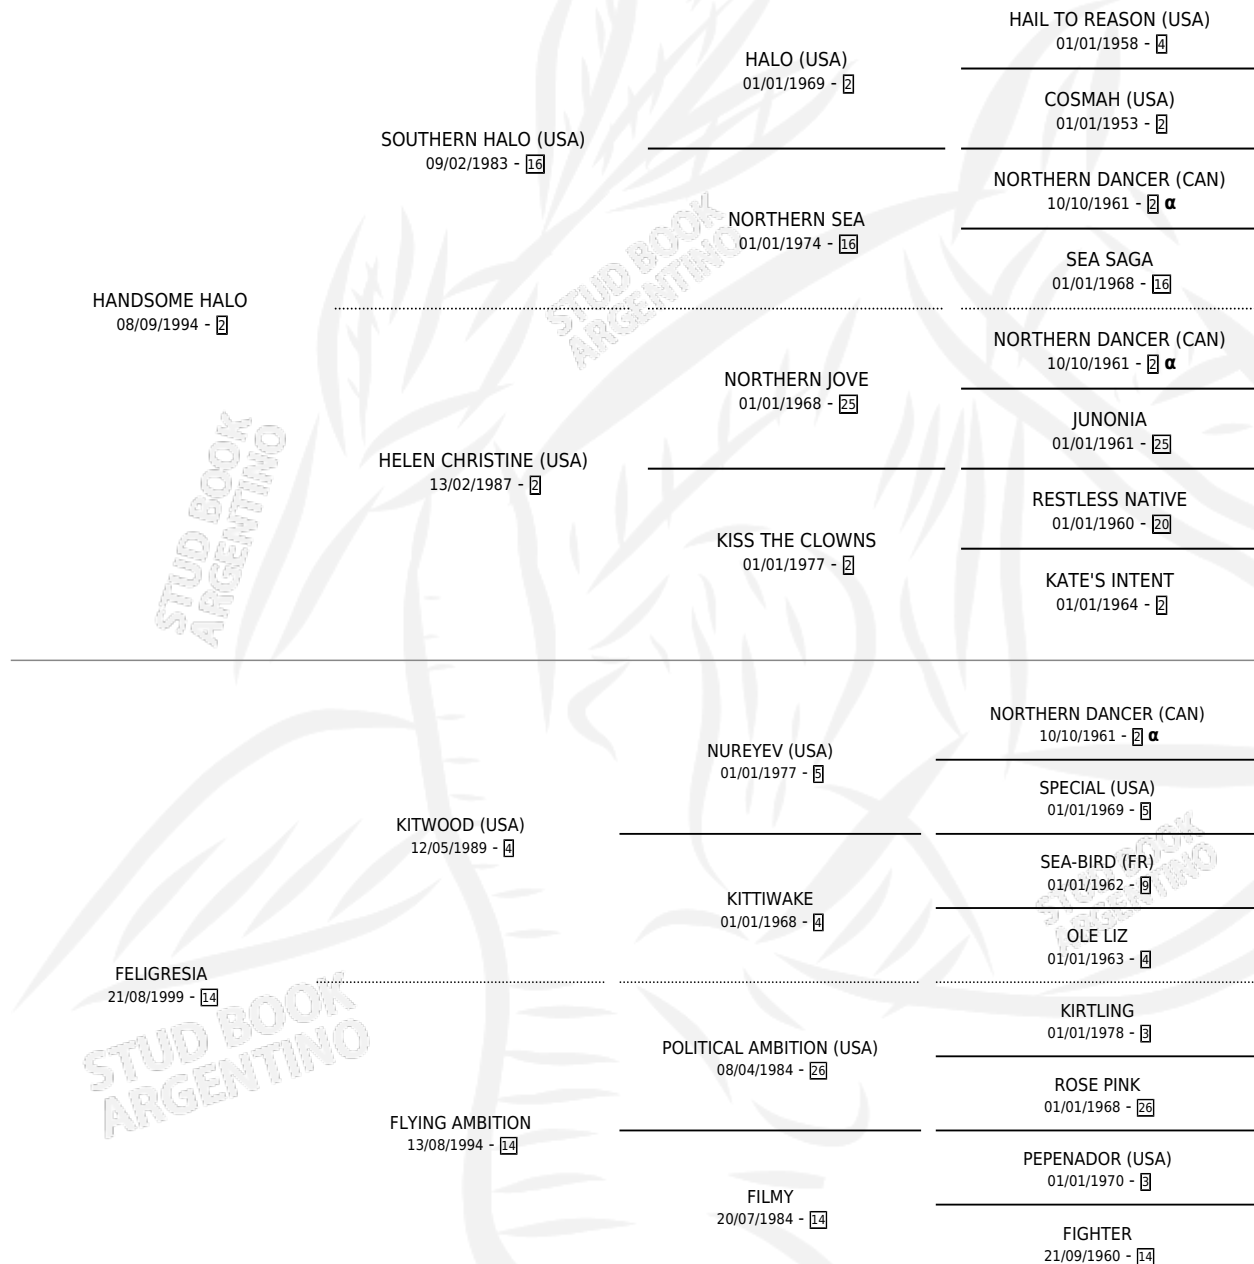 HAIL TO REASON (USA)
01/01/1958 - 4
HALO (USA)
01/01/1969 - 2
COSMAH (USA)
01/01/1953 - 2
SOUTHERN HALO (USA)
09/02/1983 - 16
NORTHERN DANCER (CAN)
10/10/1961 - 2 α
NORTHERN SEA
01/01/1974 - 16
SEA SAGA
01/01/1968 - 16
HANDSOME HALO
08/09/1994 - 2
NORTHERN DANCER (CAN)
10/10/1961 - 2 α
NORTHERN JOVE
01/01/1968 - 25
JUNONIA
01/01/1961 - 25
HELEN CHRISTINE (USA)
13/02/1987 - 2
RESTLESS NATIVE
01/01/1960 - 20
KISS THE CLOWNS
01/01/1977 - 2
KATE'S INTENT
01/01/1964 - 2
NORTHERN DANCER (CAN)
10/10/1961 - 2 α
NUREYEV (USA)
01/01/1977 - 5
SPECIAL (USA)
01/01/1969 - 5
KITWOOD (USA)
12/05/1989 - 4
SEA-BIRD (FR)
01/01/1962 - 9
KITTIWAKE
01/01/1968 - 4
OLE LIZ
01/01/1963 - 4
FELIGRESIA
21/08/1999 - 14
KIRTLING
01/01/1978 - 3
POLITICAL AMBITION (USA)
08/04/1984 - 26
ROSE PINK
01/01/1968 - 26
FLYING AMBITION
13/08/1994 - 14
PEPENADOR (USA)
01/01/1970 - 3
FILMY
20/07/1984 - 14
FIGHTER
21/09/1960 - 14
STUD BOOK
ARGENTINO
STUD BOOK
ARGENTINO
STUD BOOK
ARGENTINO
STUD BOOK
ARGENTINO